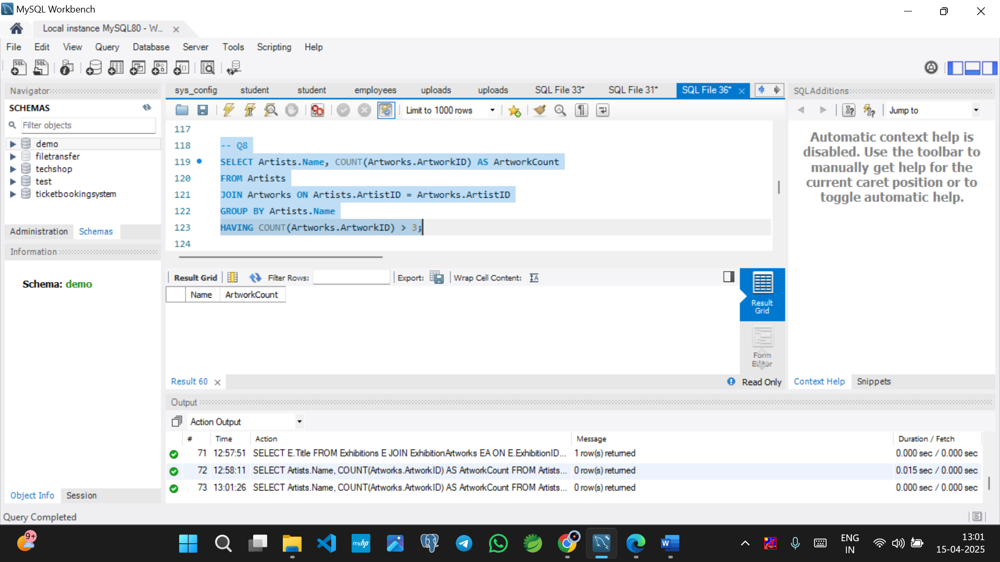 MySQL Workbench
Local instance MySQL80 - W...
File Edit View Query Database Server Tools Scripting Help
Navigator
SCHEMAS
Filter objects
demo
filetransfer
techshop
test
ticketbookingsystem
Administration Schemas
Information
Schema: demo
Object Info Session
sys_config student student employees uploads uploads SQL File 33* SQL File 31* SQL File 36*
Limit to 1000 rows
117
118 -- Q8
119 SELECT Artists.Name, COUNT(Artworks.ArtworkID) AS ArtworkCount
120 FROM Artists
121 JOIN Artworks ON Artists.ArtistID = Artworks.ArtistID
122 GROUP BY Artists.Name
123 HAVING COUNT(Artworks.ArtworkID) > 3;
124
Result Grid Filter Rows: Export: Wrap Cell Content:
Name ArtworkCount
Result
Grid
Form
Editor
Result 60
Read Only
SQLAdditions
Jump to
Automatic context help is
disabled. Use the toolbar to
manually get help for the
current caret position or to
toggle automatic help.
Context Help Snippets
Output
Action Output
# Time Action Message Duration / Fetch
71 12:57:51 SELECT E.Title FROM Exhibitions E JOIN ExhibitionArtworks EA ON E.ExhibitionID... 1 row(s) returned 0.000 sec / 0.000 sec
72 12:58:11 SELECT Artists.Name, COUNT(Artworks.ArtworkID) AS ArtworkCount FROM Artists... 0 row(s) returned 0.015 sec / 0.000 sec
73 13:01:26 SELECT Artists.Name, COUNT(Artworks.ArtworkID) AS ArtworkCount FROM Artists... 0 row(s) returned 0.000 sec / 0.000 sec
Query Completed
9+
myhp
W
ENG
IN
13:01
15-04-2025